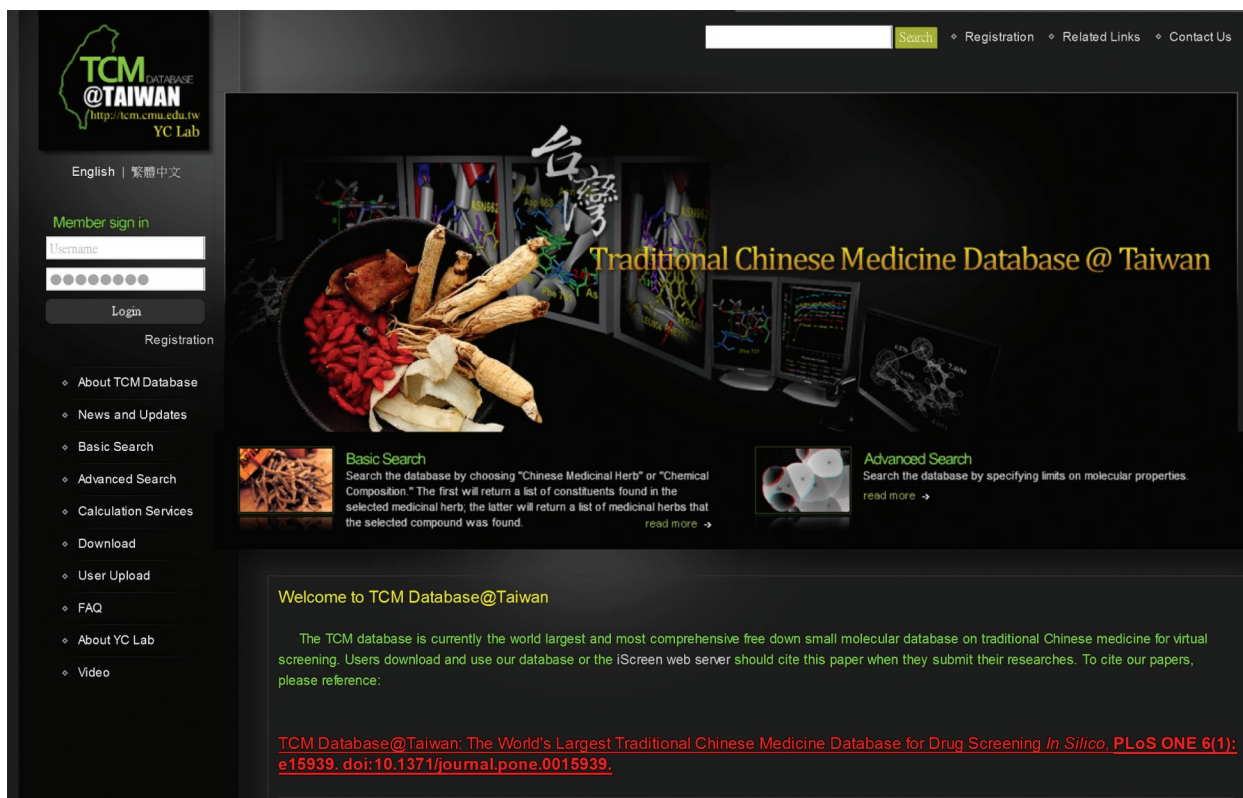 TCM DATABASE
@TAIWAN
http://tcm.cmu.edu.tw
YC Lab
Search
Registration
Related Links
Contact Us
English | 繁體中文
Member sign in
Username
Login
Registration
About TCM Database
News and Updates
Basic Search
Advanced Search
Calculation Services
Download
User Upload
FAQ
About YC Lab
Video
台灣
Traditional Chinese Medicine Database @ Taiwan
ASN662
Asp 863
Phe 731
Basic Search
Search the database by choosing "Chinese Medicinal Herb" or "Chemical
Composition." The first will return a list of constituents found in the
selected medicinal herb; the latter will return a list of medicinal herbs that
the selected compound was found. read more
Advanced Search
Search the database by specifying limits on molecular properties.
read more
Welcome to TCM Database@Taiwan
The TCM database is currently the world largest and most comprehensive free down small molecular database on traditional Chinese medicine for virtual
screening. Users download and use our database or the iScreen web server should cite this paper when they submit their researches. To cite our papers,
please reference:
TCM Database@Taiwan: The World's Largest Traditional Chinese Medicine Database for Drug Screening In Silico, PLoS ONE 6(1):
e15939. doi:10.1371/journal.pone.0015939.